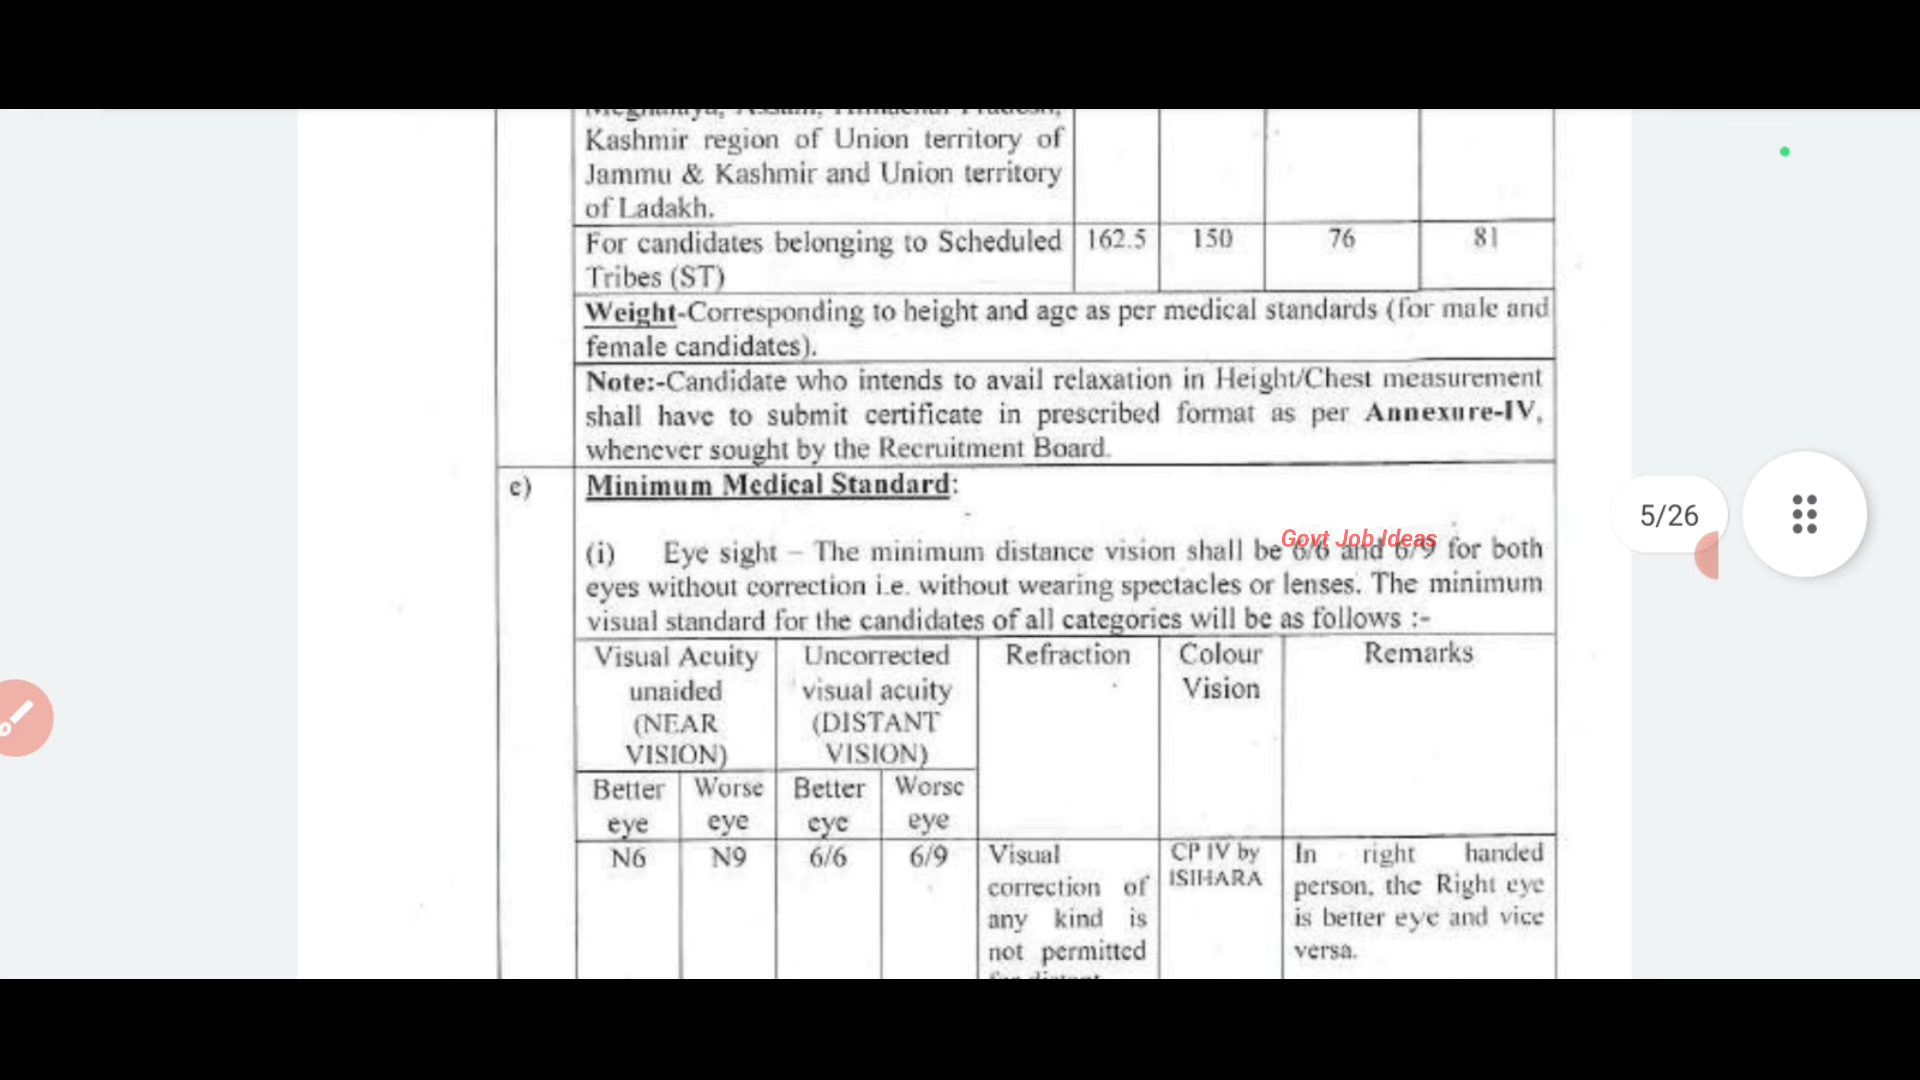 Kashmir region of Union territory of
Jammu & Kashmir and Union territory
of Ladakh.
For candidates belonging to Scheduled 162.5 150 76 81
Tribes (ST)
Weight-Corresponding to height and age as per medical standards (for male and
female candidates).
Note:-Candidate who intends to avail relaxation in Height/Chest measurement
shall have to submit certificate in prescribed format as per Annexure-IV,
whenever sought by the Recruitment Board.
e) Minimum Medical Standard:
5/26
Govt Job Ideas
(i) Eye sight – The minimum distance vision shall be 6/6 and 6/9 for both
eyes without correction i.e. without wearing spectacles or lenses. The minimum
visual standard for the candidates of all categories will be as follows :-
Visual Acuity
unaided
(NEAR
VISION)
Uncorrected
visual acuity
(DISTANT
VISION)
Refraction
Colour
Vision
Remarks
Better
eye
Worse
eye
Better
eye
Worse
eye
N6
N9
6/6
6/9
Visual
correction of
any kind is
not permitted
CP IV by
ISIHARA
In right handed
person, the Right eye
is better eye and vice
versa.